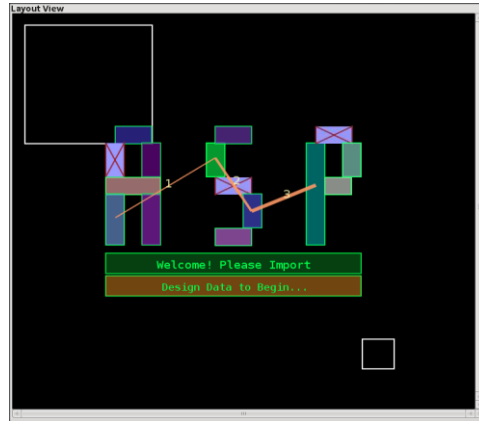 Layout View
1
2
3
Welcome! Please Import
Design Data to Begin...